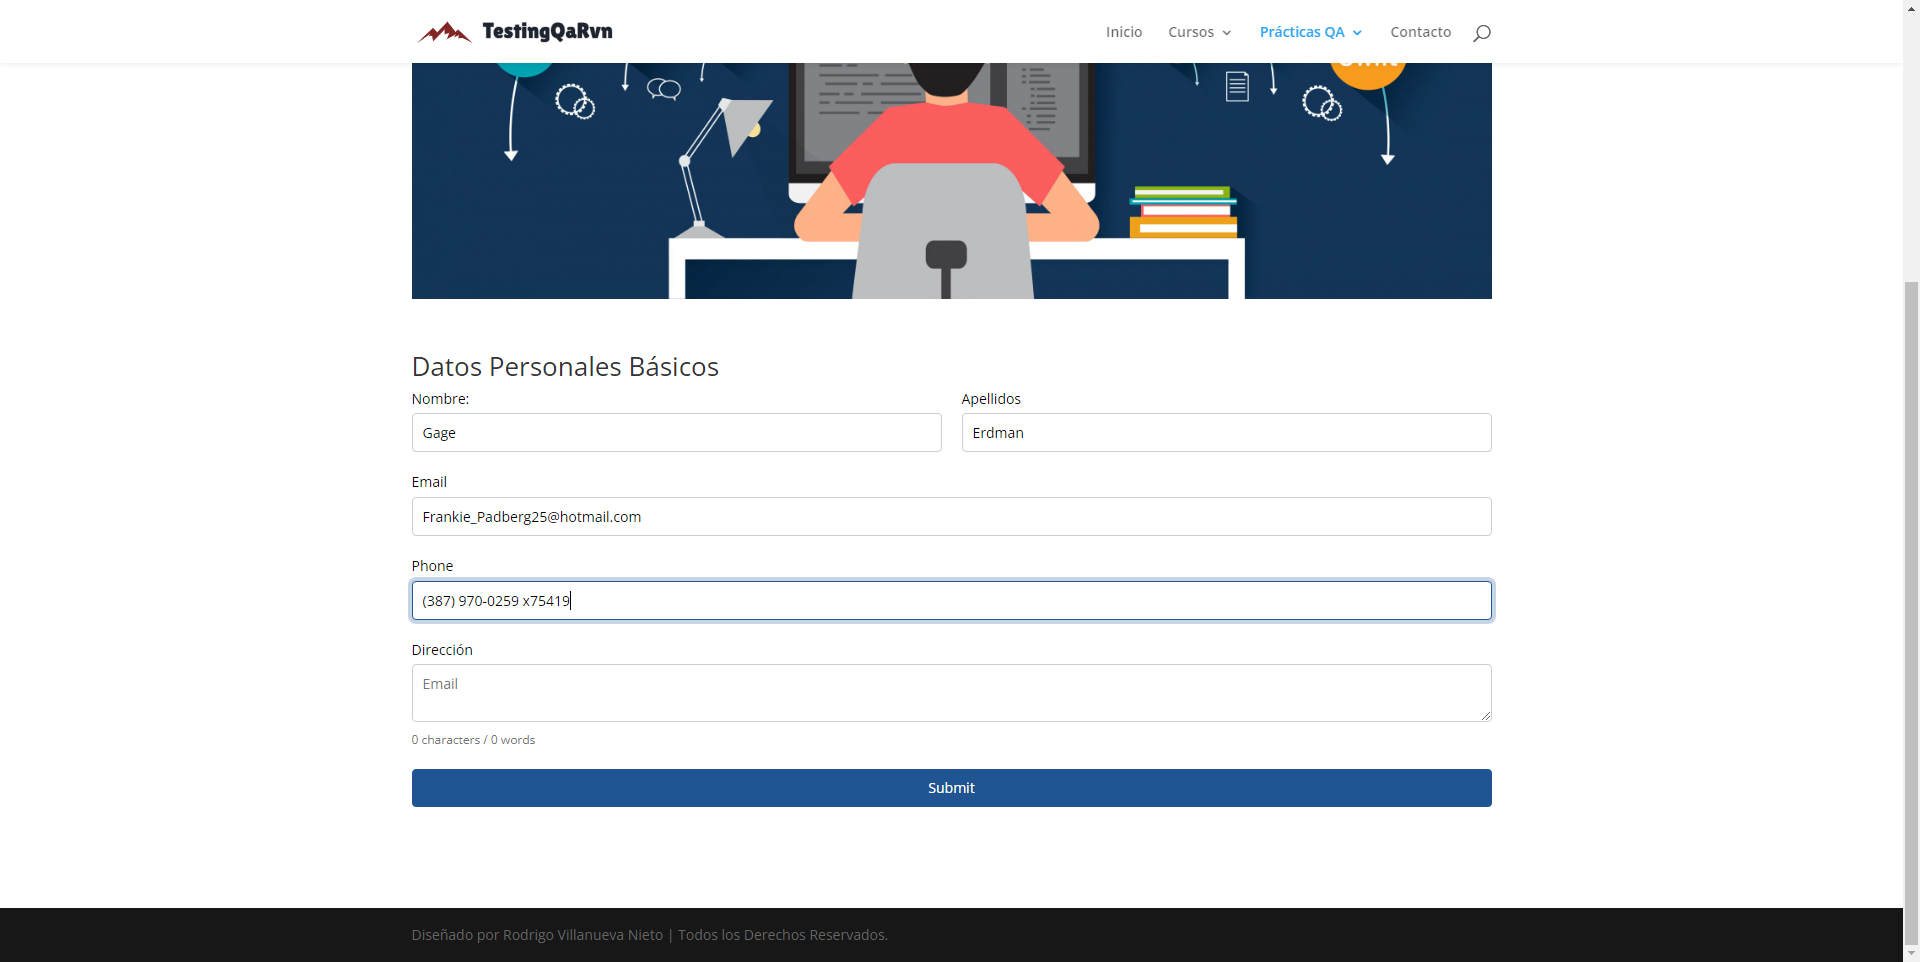 TestingQaRvn
Inicio Cursos Prácticas QA Contacto
Datos Personales Básicos
Nombre: Apellidos
Gage Erdman
Email
Frankie_Padberg25@hotmail.com
Phone
(387) 970-0259 x75419
Dirección
Email
0 characters / 0 words
Submit
Diseñado por Rodrigo Villanueva Nieto | Todos los Derechos Reservados.